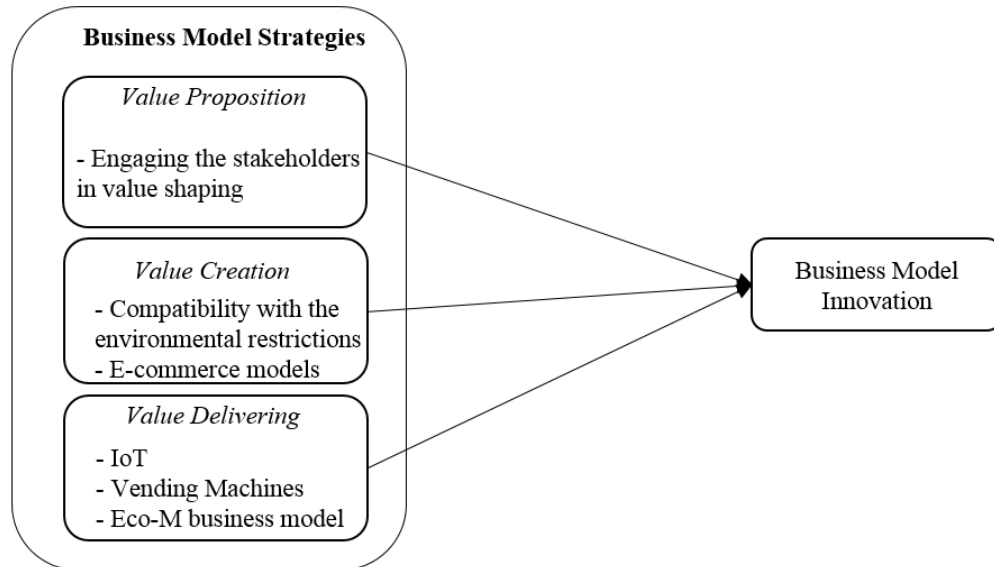 Business Model Strategies
Value Proposition
- Engaging the stakeholders
in value shaping
Value Creation
- Compatibility with the
environmental restrictions
- E-commerce models
Value Delivering
- IoT
- Vending Machines
- Eco-M business model
Business Model
Innovation